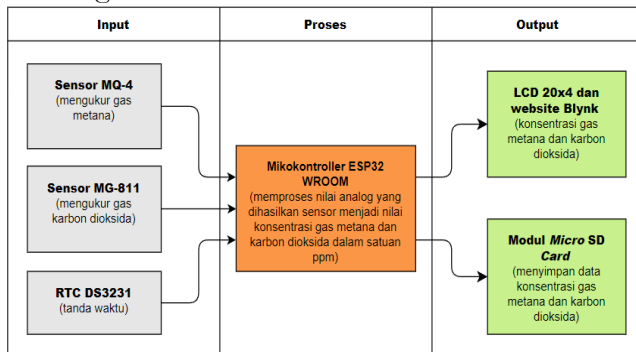 Input
Proses
Output
Sensor MQ-4
(mengukur gas
metana)
Sensor MG-811
(mengukur gas
karbon dioksida)
RTC DS3231
(tanda waktu)
Mikokontroller ESP32
WROOM
(memproses nilai analog yang
dihasilkan sensor menjadi nilai
konsentrasi gas metana dan
karbon dioksida dalam satuan
ppm)
LCD 20x4 dan
website Blynk
(konsentrasi gas
metana dan karbon
dioksida)
Modul Micro SD
Card
(menyimpan data
konsentrasi gas
metana dan karbon
dioksida)